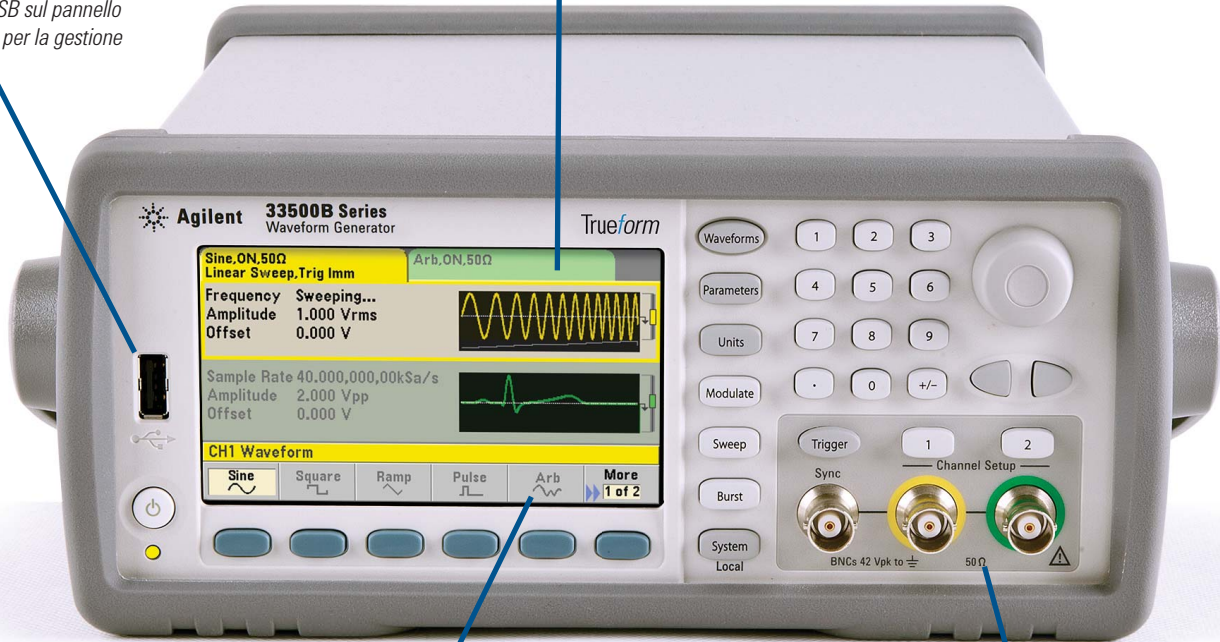 SB sul pannello
per la gestione
Agilent
33500B Series
Waveform Generator
Trueform
Sine,ON,50Ω
Linear Sweep,Trig Imm
Arb,ON,50Ω
Frequency Sweeping...
Amplitude 1.000 Vrms
Offset 0.000 V
Sample Rate 40.000,000,00kSa/s
Amplitude 2.000 Vpp
Offset 0.000 V
CH1 Waveform
Sine
Square
Ramp
Pulse
Arb
More
1 of 2
Waveforms
1 2 3
Parameters
4 5 6
Units
7 8 9
Modulate
. 0 +/−
Sweep
Trigger
1
2
Channel Setup
Sync
Burst
System
Local
BNCs 42 Vpk to
50 Ω